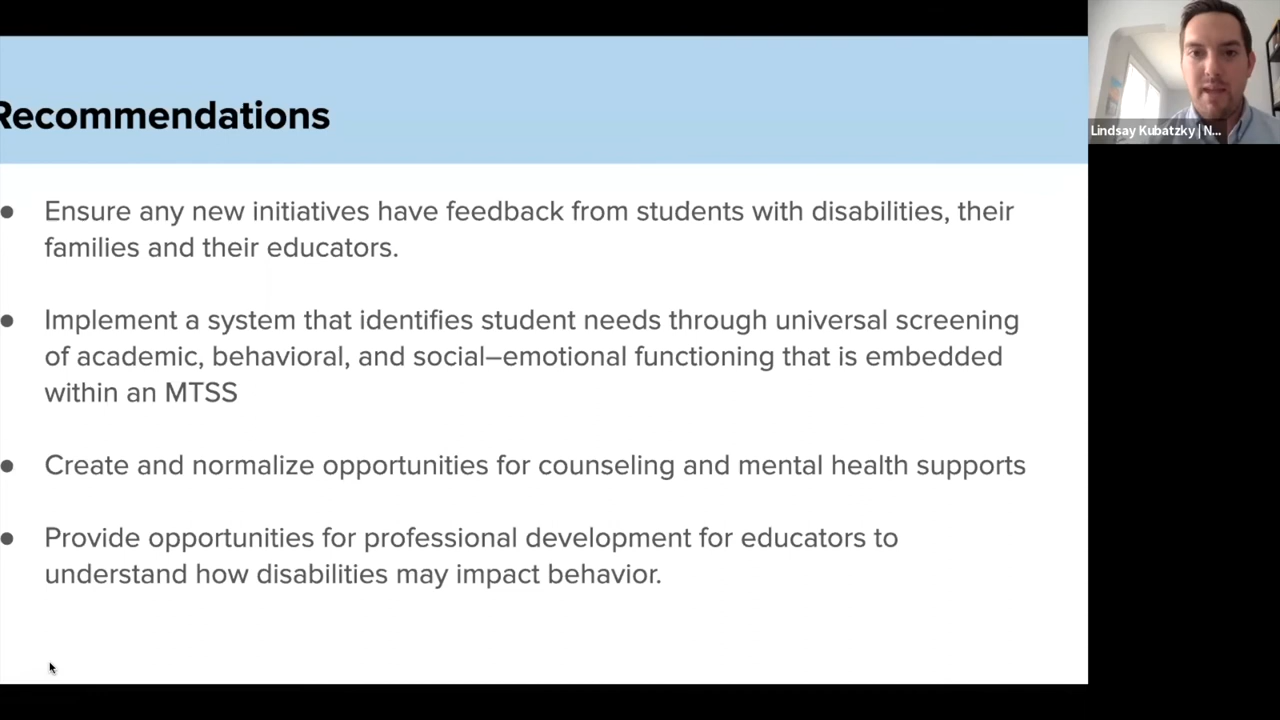 Recommendations
● Ensure any new initiatives have feedback from students with disabilities, their
families and their educators.
● Implement a system that identifies student needs through universal screening
of academic, behavioral, and social–emotional functioning that is embedded
within an MTSS
● Create and normalize opportunities for counseling and mental health supports
● Provide opportunities for professional development for educators to
understand how disabilities may impact behavior.
Lindsay Kubatzky | N...